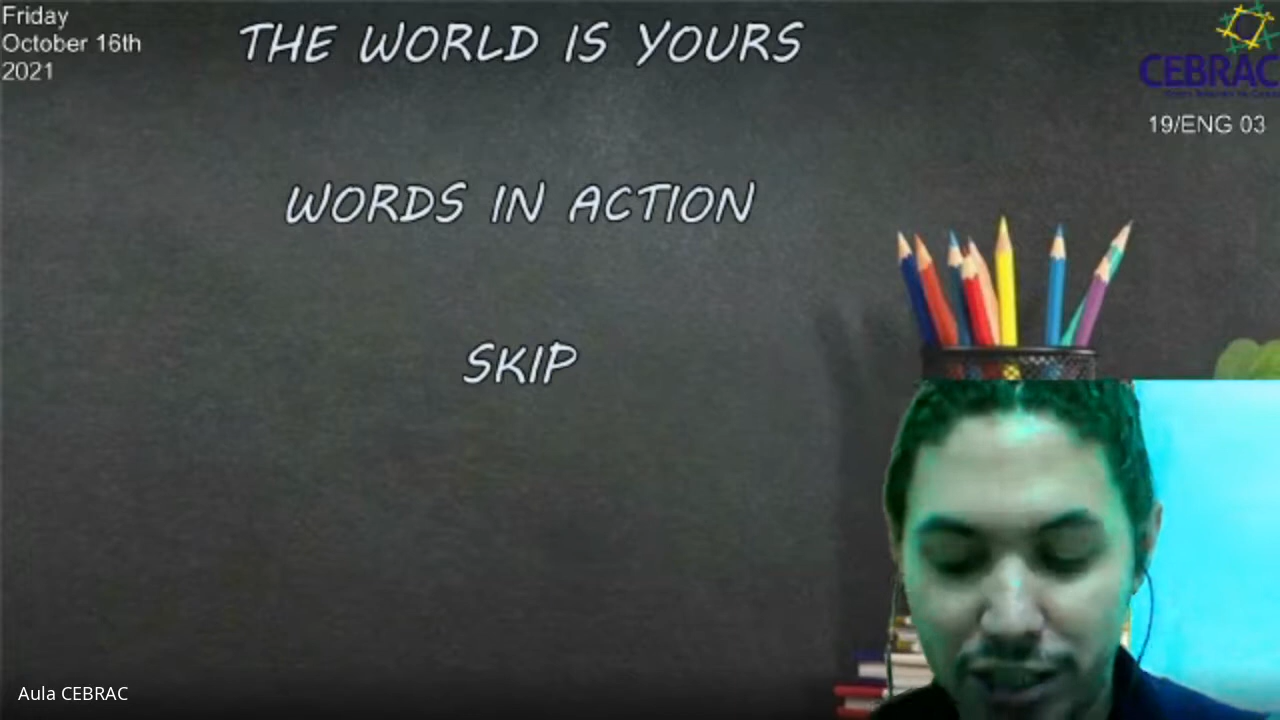 Friday
October 16th
2021
THE WORLD IS YOURS
CEBRAC
19/ENG 03
WORDS IN ACTION
SKIP
Aula CEBRAC